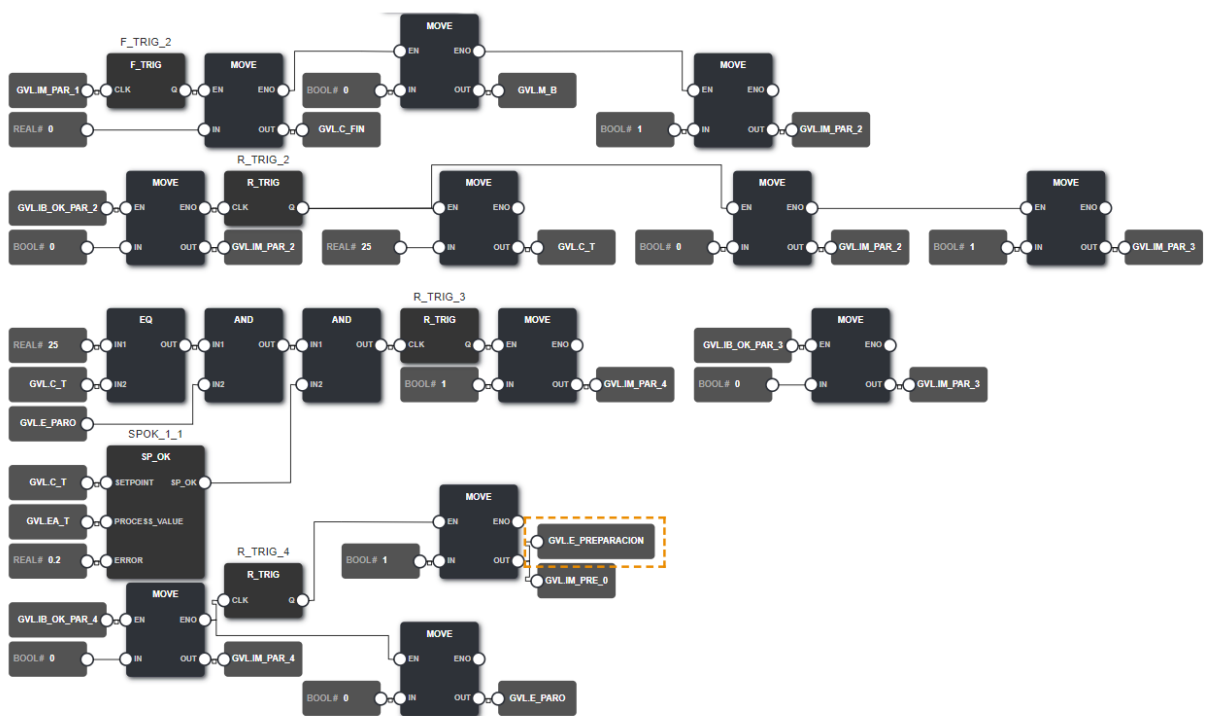 MOVE
F_TRIG_2
F_TRIG MOVE EN ENO MOVE
GVL.IM_PAR_1 CLK Q EN ENO BOOL# 0 IN OUT GVL.M_B EN ENO
REAL# 0 IN OUT GVL.C_FIN BOOL# 1 IN OUT GVL.IM_PAR_2
R_TRIG_2
MOVE R_TRIG MOVE MOVE MOVE
GVL.IB_OK_PAR_2 EN ENO CLK Q EN ENO EN ENO EN ENO
BOOL# 0 IN OUT GVL.IM_PAR_2 REAL# 25 IN OUT GVL.C_T BOOL# 0 IN OUT GVL.IM_PAR_2 BOOL# 1 IN OUT GVL.IM_PAR_3
R_TRIG_3
EQ AND AND R_TRIG MOVE MOVE
REAL# 25 IN1 OUT IN1 OUT IN1 OUT CLK Q EN ENO GVL.IB_OK_PAR_3 EN ENO
GVL.C_T IN2 IN2 IN2 BOOL# 1 IN OUT GVL.IM_PAR_4 BOOL# 0 IN OUT GVL.IM_PAR_3
GVL.E_PARO
SPOK_1_1
SP_OK
GVL.C_T SETPOINT SP_OK
MOVE
GVL.EA_T PROCESS_VALUE EN ENO
GVL.E_PREPARACION
R_TRIG_4
REAL# 0.2 ERROR BOOL# 1 IN OUT
R_TRIG GVL.IM_PRE_0
MOVE
CLK Q
GVL.IB_OK_PAR_4 EN ENO
MOVE
BOOL# 0 IN OUT GVL.IM_PAR_4 EN ENO
BOOL# 0 IN OUT GVL.E_PARO